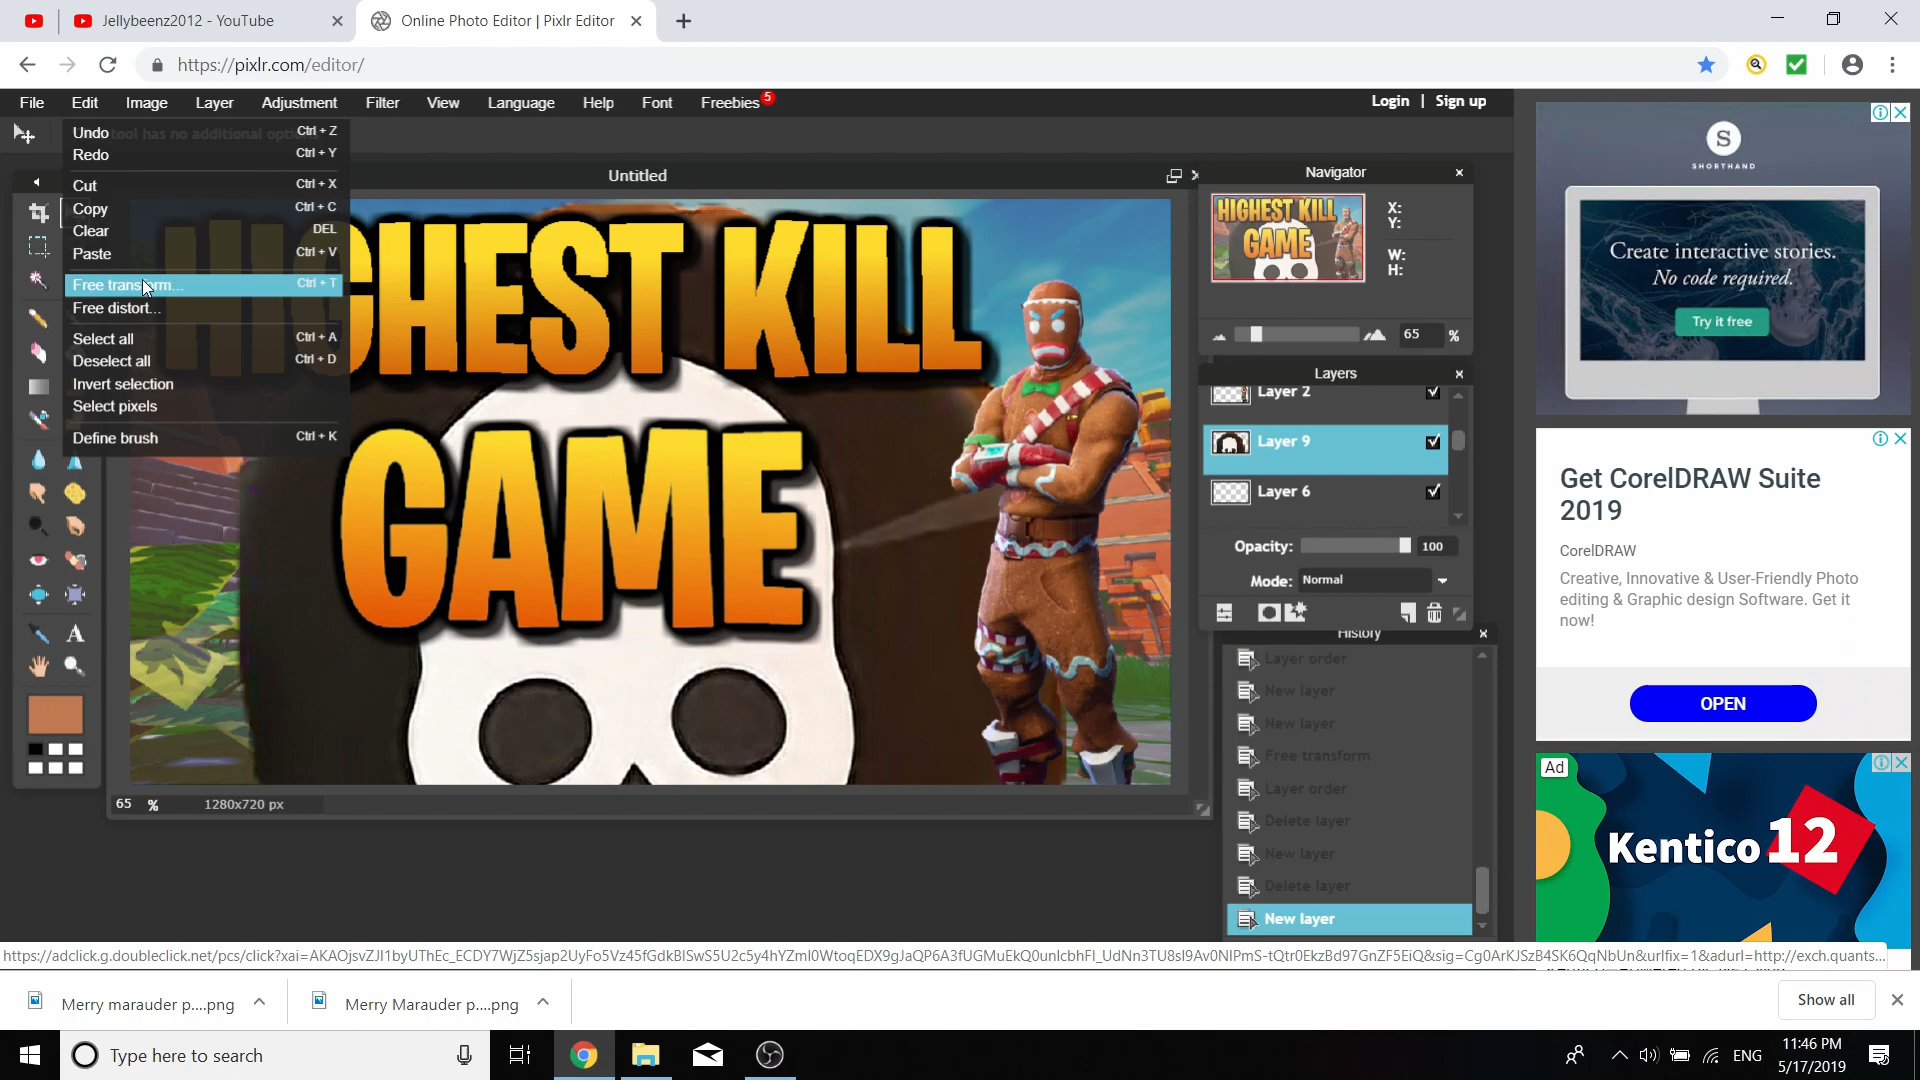 Jellybeenz2012 - YouTube
Online Photo Editor | Pixlr Editor
https://pixlr.com/editor/
File Edit Image Layer Adjustment Filter View Language Help Font Freebies 5
Login | Sign up
tool has no additional options
Undo Ctrl + Z
Redo Ctrl + Y
Cut Ctrl + X
Copy Ctrl + C
Clear DEL
Paste Ctrl + V
Free transform... Ctrl + T
Free distort...
Select all Ctrl + A
Deselect all Ctrl + D
Invert selection
Select pixels
Define brush Ctrl + K
Untitled
HIGHEST KILL
GAME
65 % 1280x720 px
Navigator
HIGHEST KILL
GAME
X:
Y:
W:
H:
65 %
Layers
Layer 2
Layer 9
Layer 6
Opacity: 100
Mode: Normal
History
Layer order
New layer
New layer
Free transform
Layer order
Delete layer
New layer
Delete layer
New layer
S
SHORTHAND
Create interactive stories.
No code required.
Try it free
Get CorelDRAW Suite
2019
CorelDRAW
Creative, Innovative & User-Friendly Photo
editing & Graphic design Software. Get it
now!
OPEN
Ad
Kentico 12
Merry marauder p....png
Merry Marauder p....png
Show all
Type here to search
ENG
11:46 PM
5/17/2019